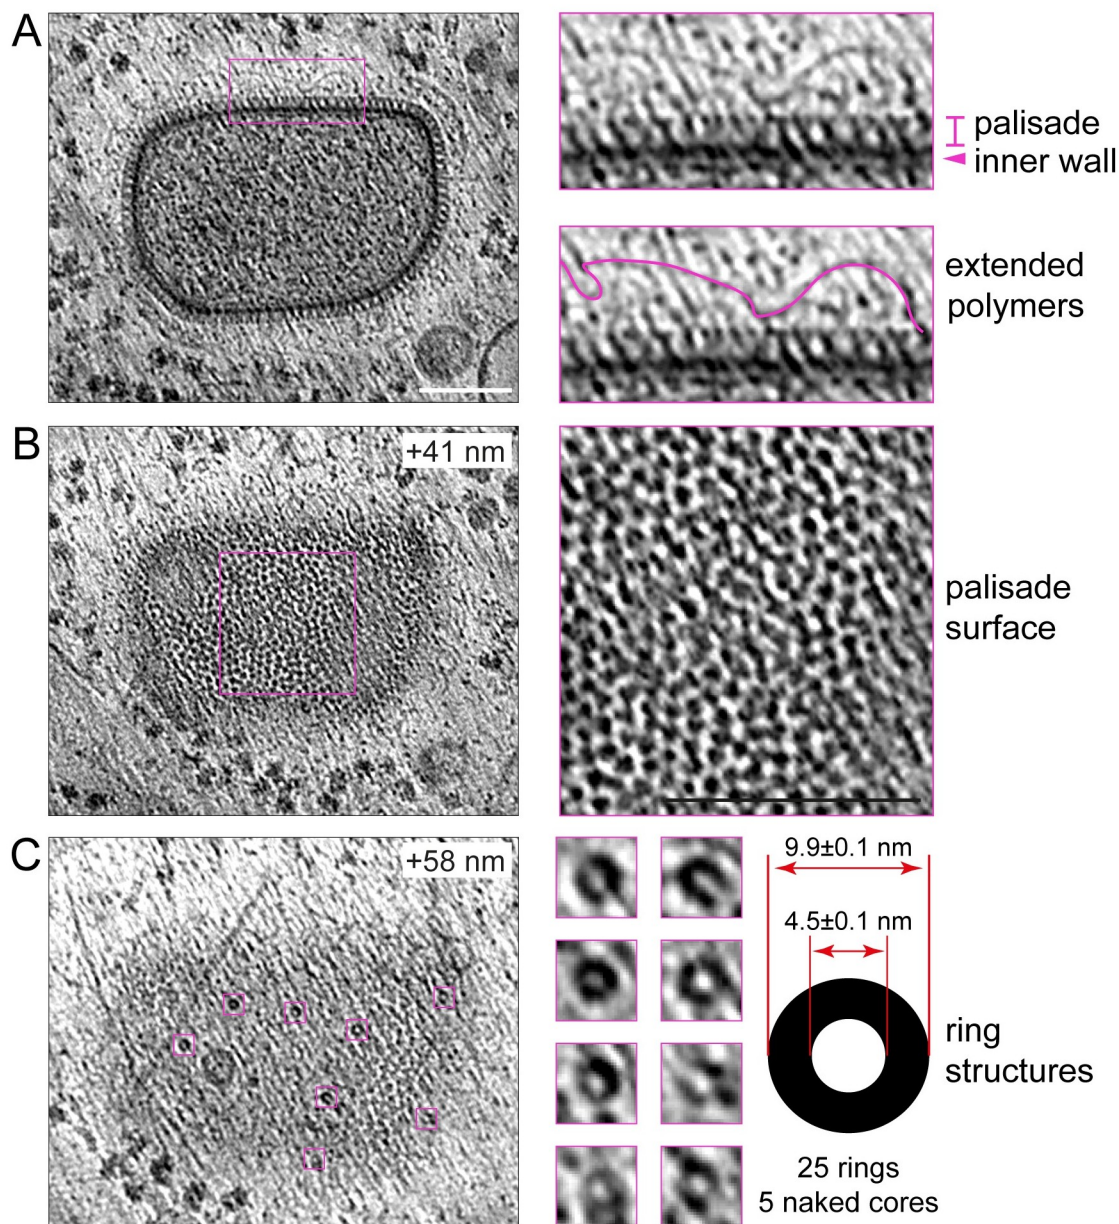 A
palisade
inner wall
extended
polymers
B
+41 nm
palisade
surface
C
+58 nm
9.9±0.1 nm
4.5±0.1 nm
ring
structures
25 rings
5 naked cores